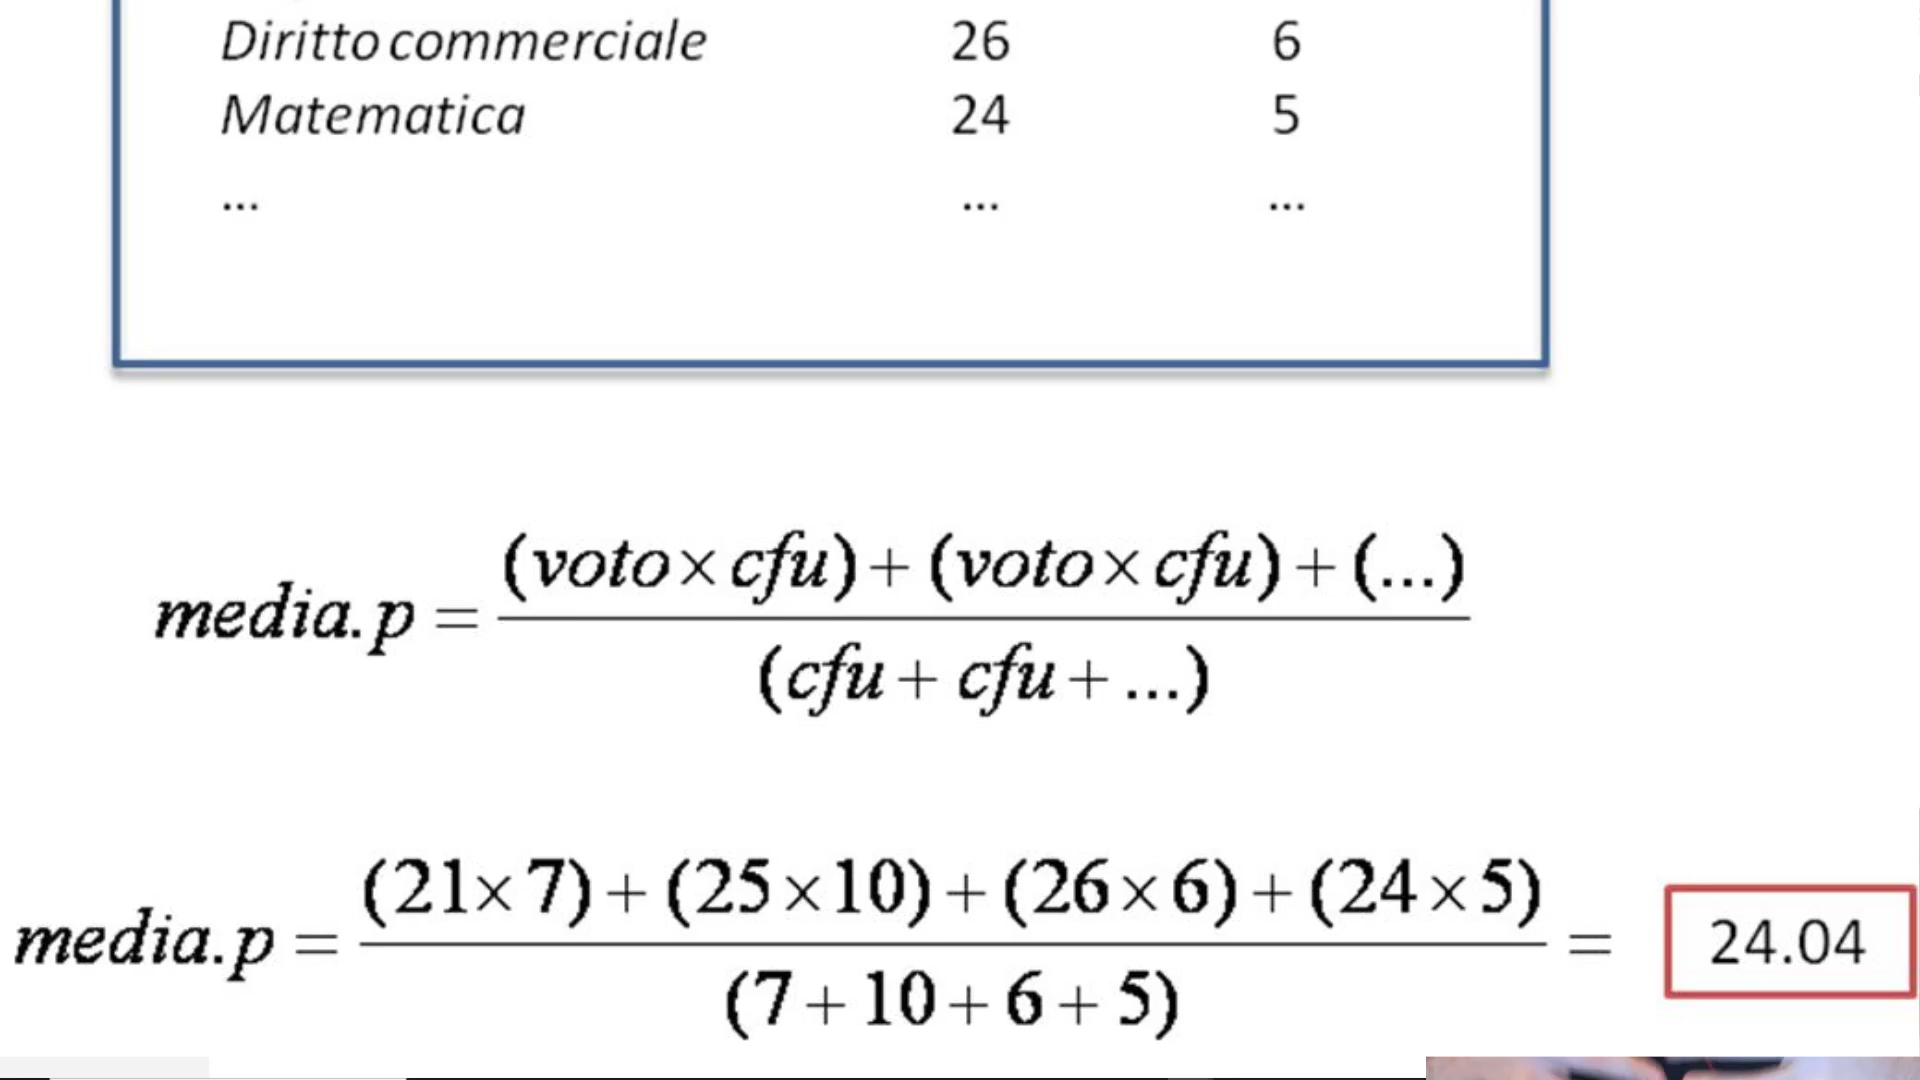 Diritto commerciale 26 6
Matematica 24 5
... ... ...
media.p = (voto × cfu) + (voto × cfu) + (...)
(cfu + cfu + ...)
media.p = (21 × 7) + (25 × 10) + (26 × 6) + (24 × 5) = 24.04
(7 + 10 + 6 + 5)